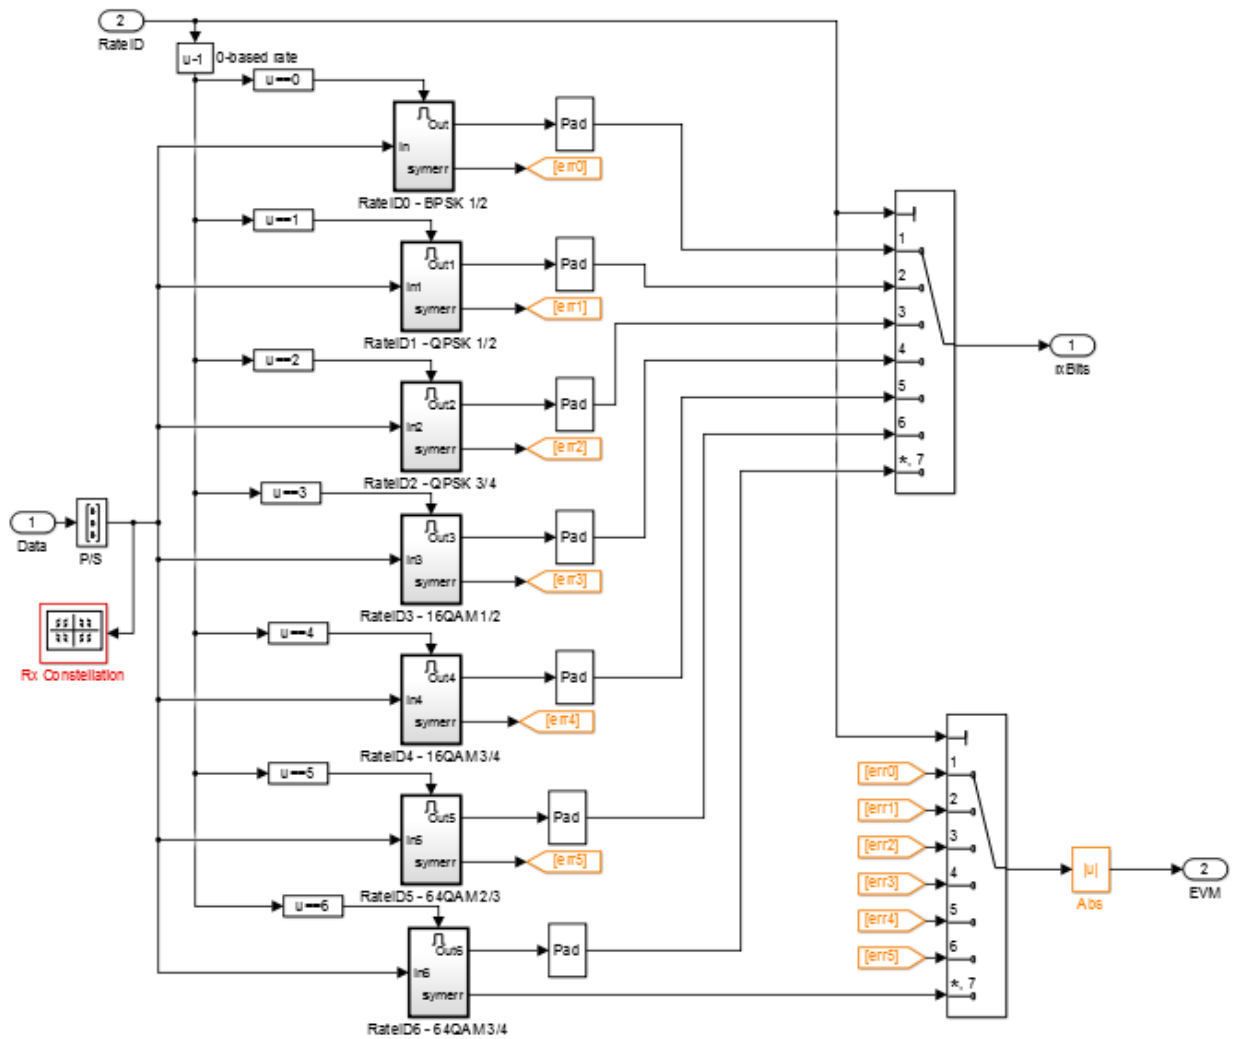 2
RateID
u-1
0-based rate
u==0
Out
In
symerr
Pad
[err0]
RateID0 - BPSK 1/2
u==1
Out1
In1
symerr
Pad
[err1]
RateID1 - QPSK 1/2
1
2
3
4
5
6
*, 7
1
rxBits
u==2
Out2
In2
symerr
Pad
[err2]
RateID2 - QPSK 3/4
u==3
Out3
In3
symerr
Pad
[err3]
RateID3 - 16QAM 1/2
1
Data
P/S
Rx Constellation
u==4
Out4
In4
symerr
Pad
[err4]
RateID4 - 16QAM 3/4
u==5
Out5
In5
symerr
Pad
[err5]
RateID5 - 64QAM 2/3
u==6
Out6
In6
symerr
Pad
RateID6 - 64QAM 3/4
[err0]
1
[err1]
2
[err2]
3
[err3]
4
[err4]
5
[err5]
6
*, 7
|u|
Abs
2
EVM